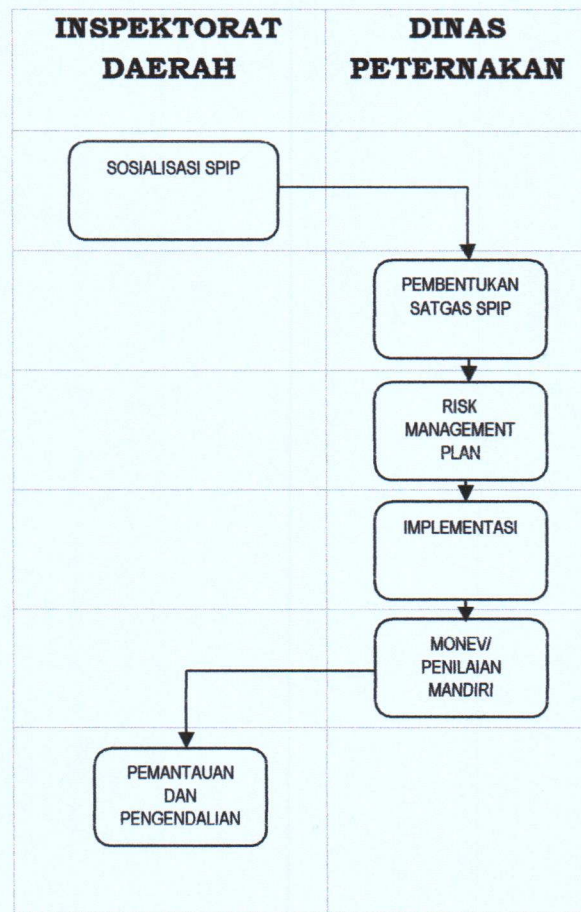 INSPEKTORAT
DAERAH
DINAS
PETERNAKAN
SOSIALISASI SPIP
PEMBENTUKAN
SATGAS SPIP
RISK
MANAGEMENT
PLAN
IMPLEMENTASI
MONEV/
PENILAIAN
MANDIRI
PEMANTAUAN
DAN
PENGENDALIAN